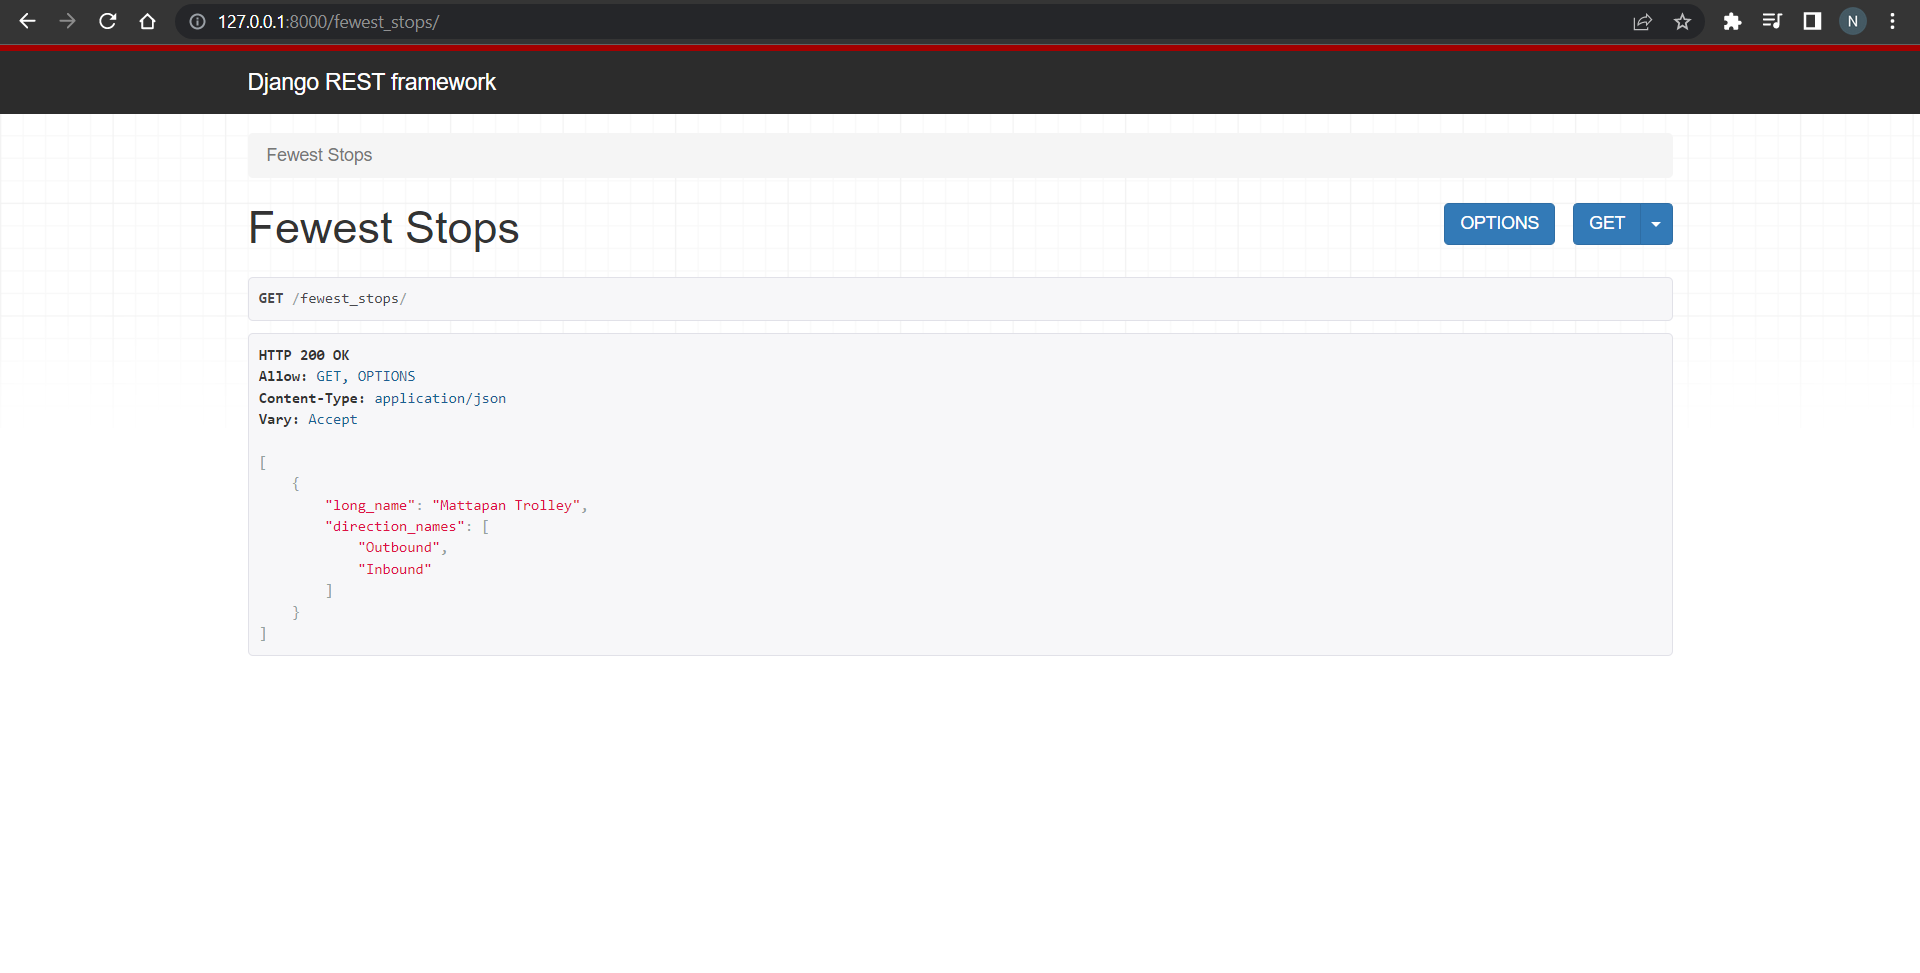 127.0.0.1:8000/fewest_stops/
N
Django REST framework
Fewest Stops
Fewest Stops
OPTIONS
GET
GET /fewest_stops/
HTTP 200 OK
Allow: GET, OPTIONS
Content-Type: application/json
Vary: Accept
[
    {
        "long_name": "Mattapan Trolley",
        "direction_names": [
            "Outbound",
            "Inbound"
        ]
    }
]